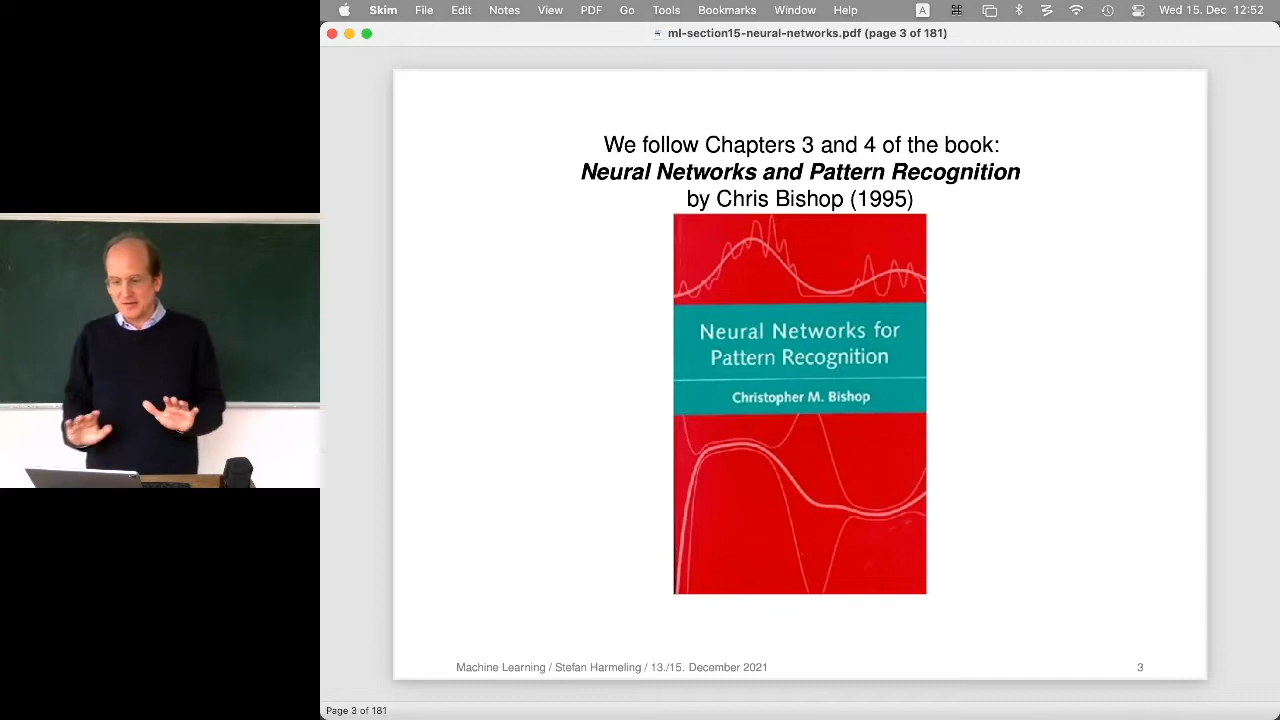 Skim File Edit Notes View PDF Go Tools Bookmarks Window Help A Wed 15. Dec 12:52
ml-section15-neural-networks.pdf (page 3 of 181)
We follow Chapters 3 and 4 of the book:
Neural Networks and Pattern Recognition
by Chris Bishop (1995)
Neural Networks for
Pattern Recognition
Christopher M. Bishop
Machine Learning / Stefan Harmeling / 13./15. December 2021 3
Page 3 of 181